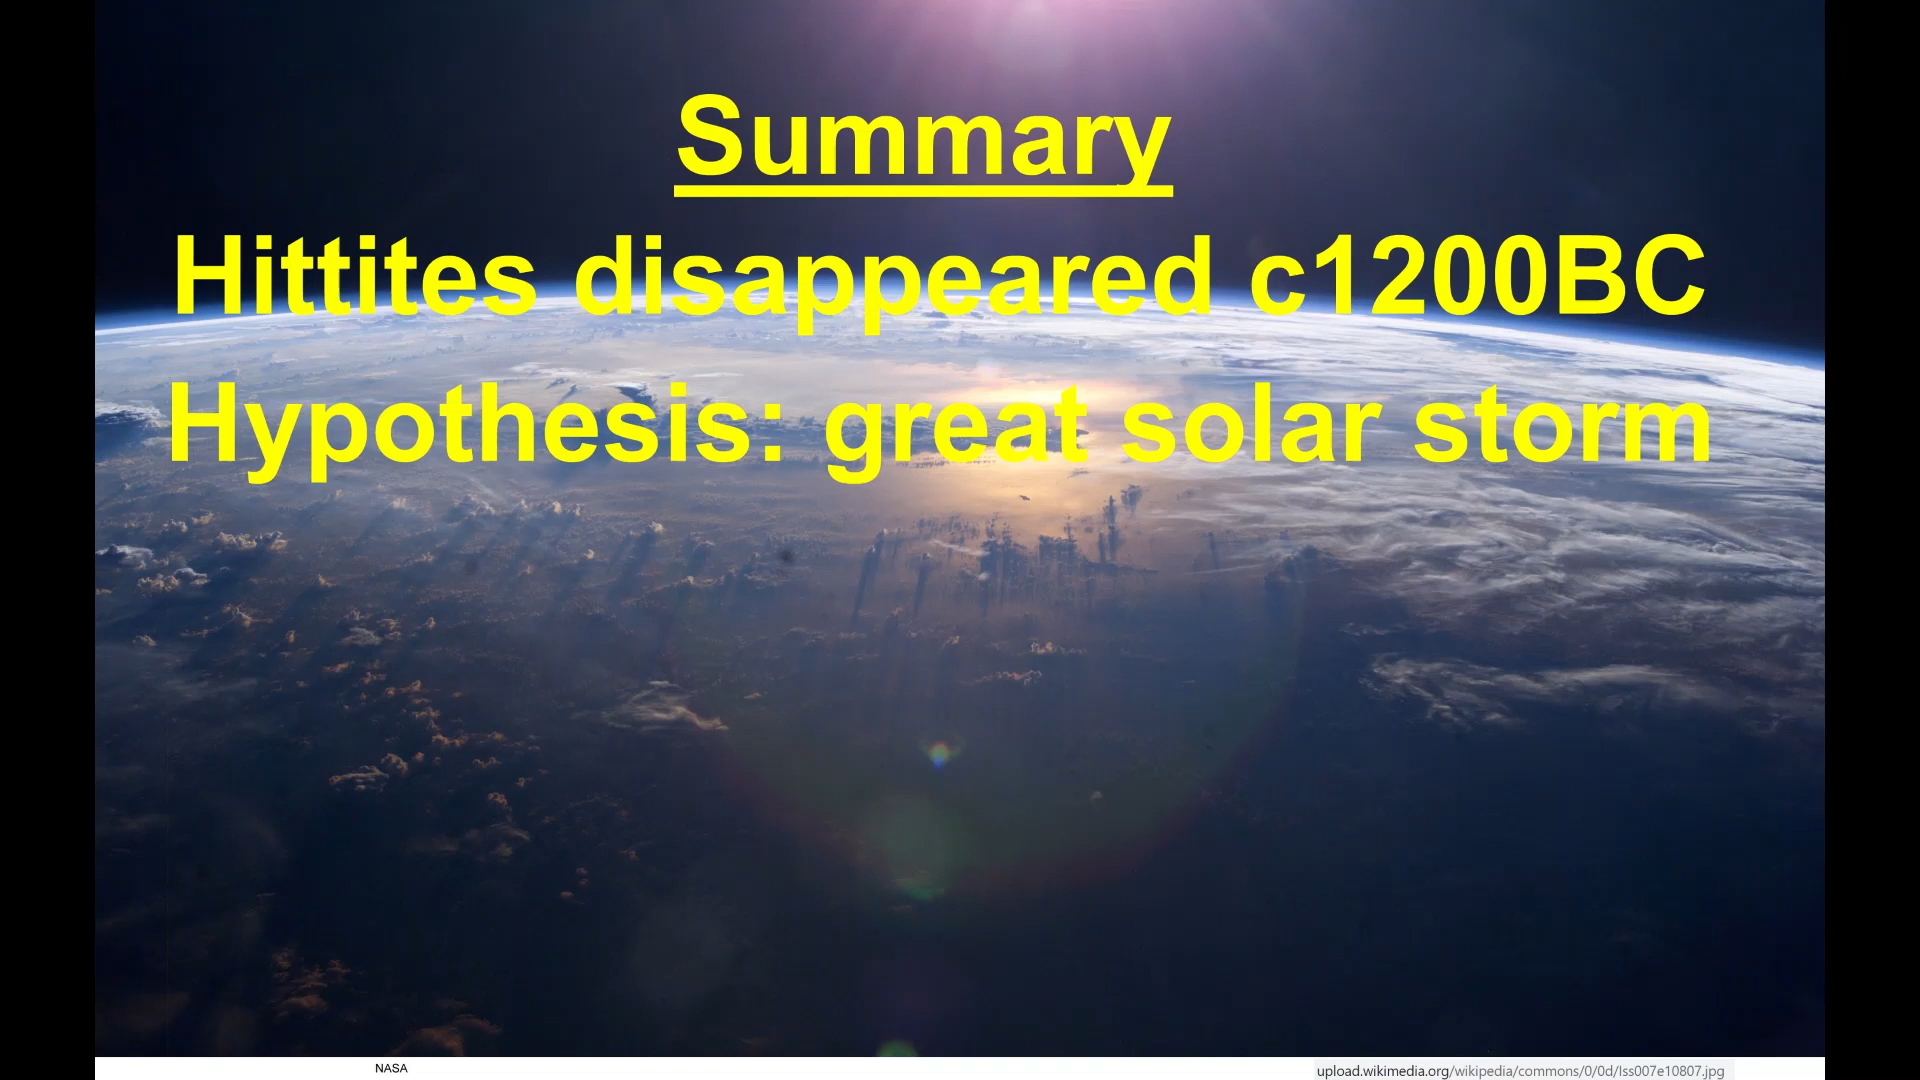 Summary
Hittites disappeared c1200BC
Hypothesis: great solar storm
NASA
upload.wikimedia.org/wikipedia/commons/0/0d/Iss007e10807.jpg